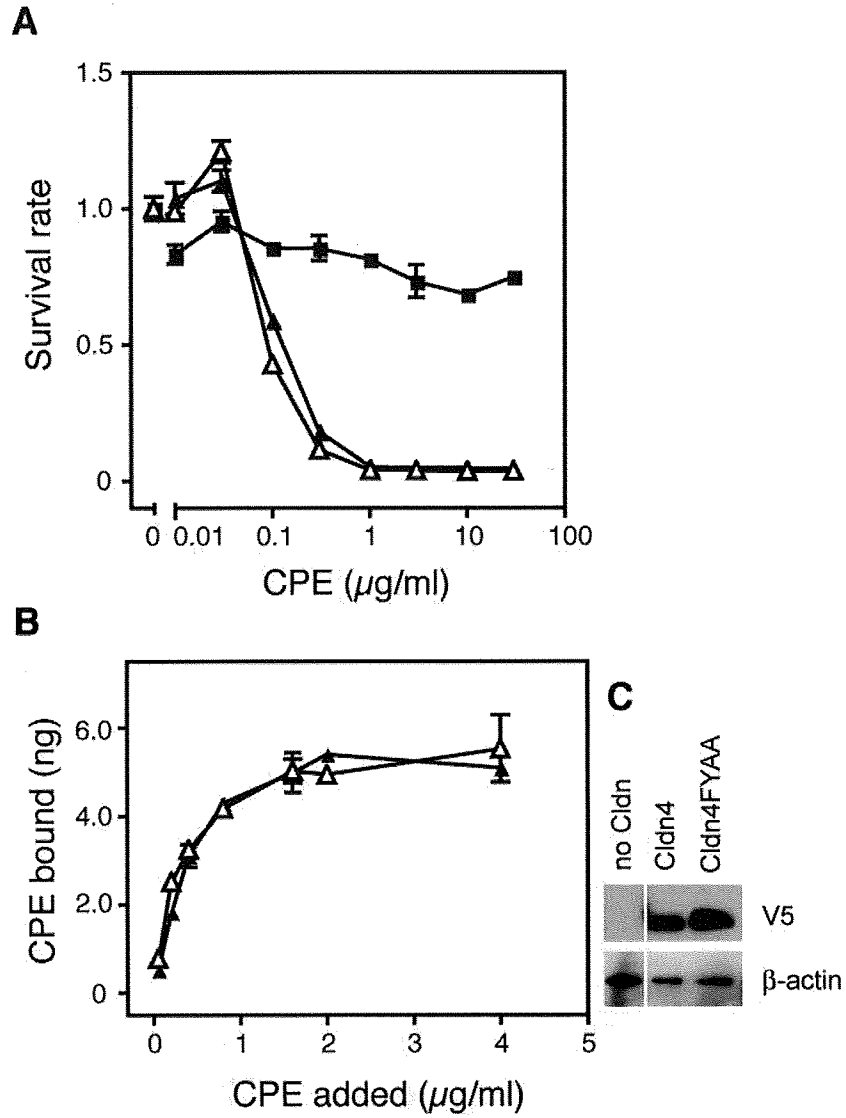 A
1.5
1.0
0.5
0
Survival rate
0 0.01 0.1 1 10 100
CPE (µg/ml)
B
6.0
4.0
2.0
0
CPE bound (ng)
0 1 2 3 4 5
CPE added (µg/ml)
C
no Cldn
Cldn4
Cldn4FYAA
V5
β-actin